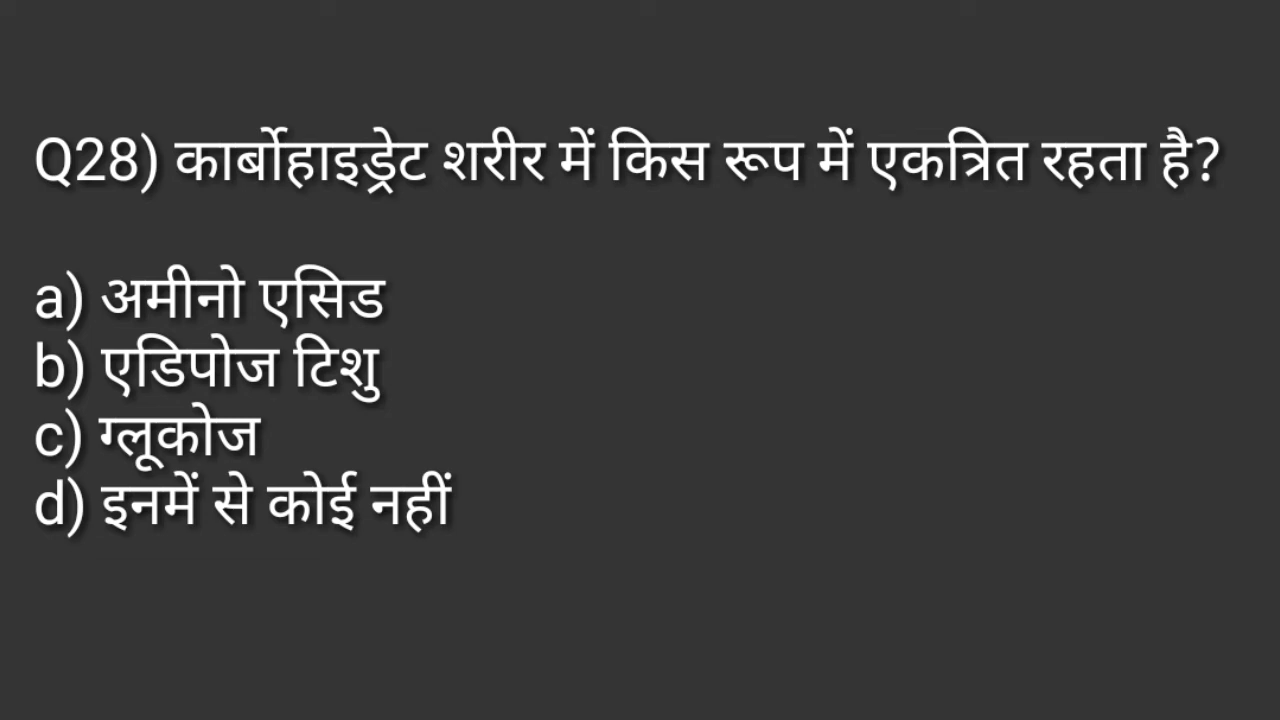 Q28) कार्बोहाइड्रेट शरीर में किस रूप में एकत्रित रहता है?
a) अमीनो एसिड
b) एडिपोज टिशु
c) ग्लूकोज
d) इनमें से कोई नहीं